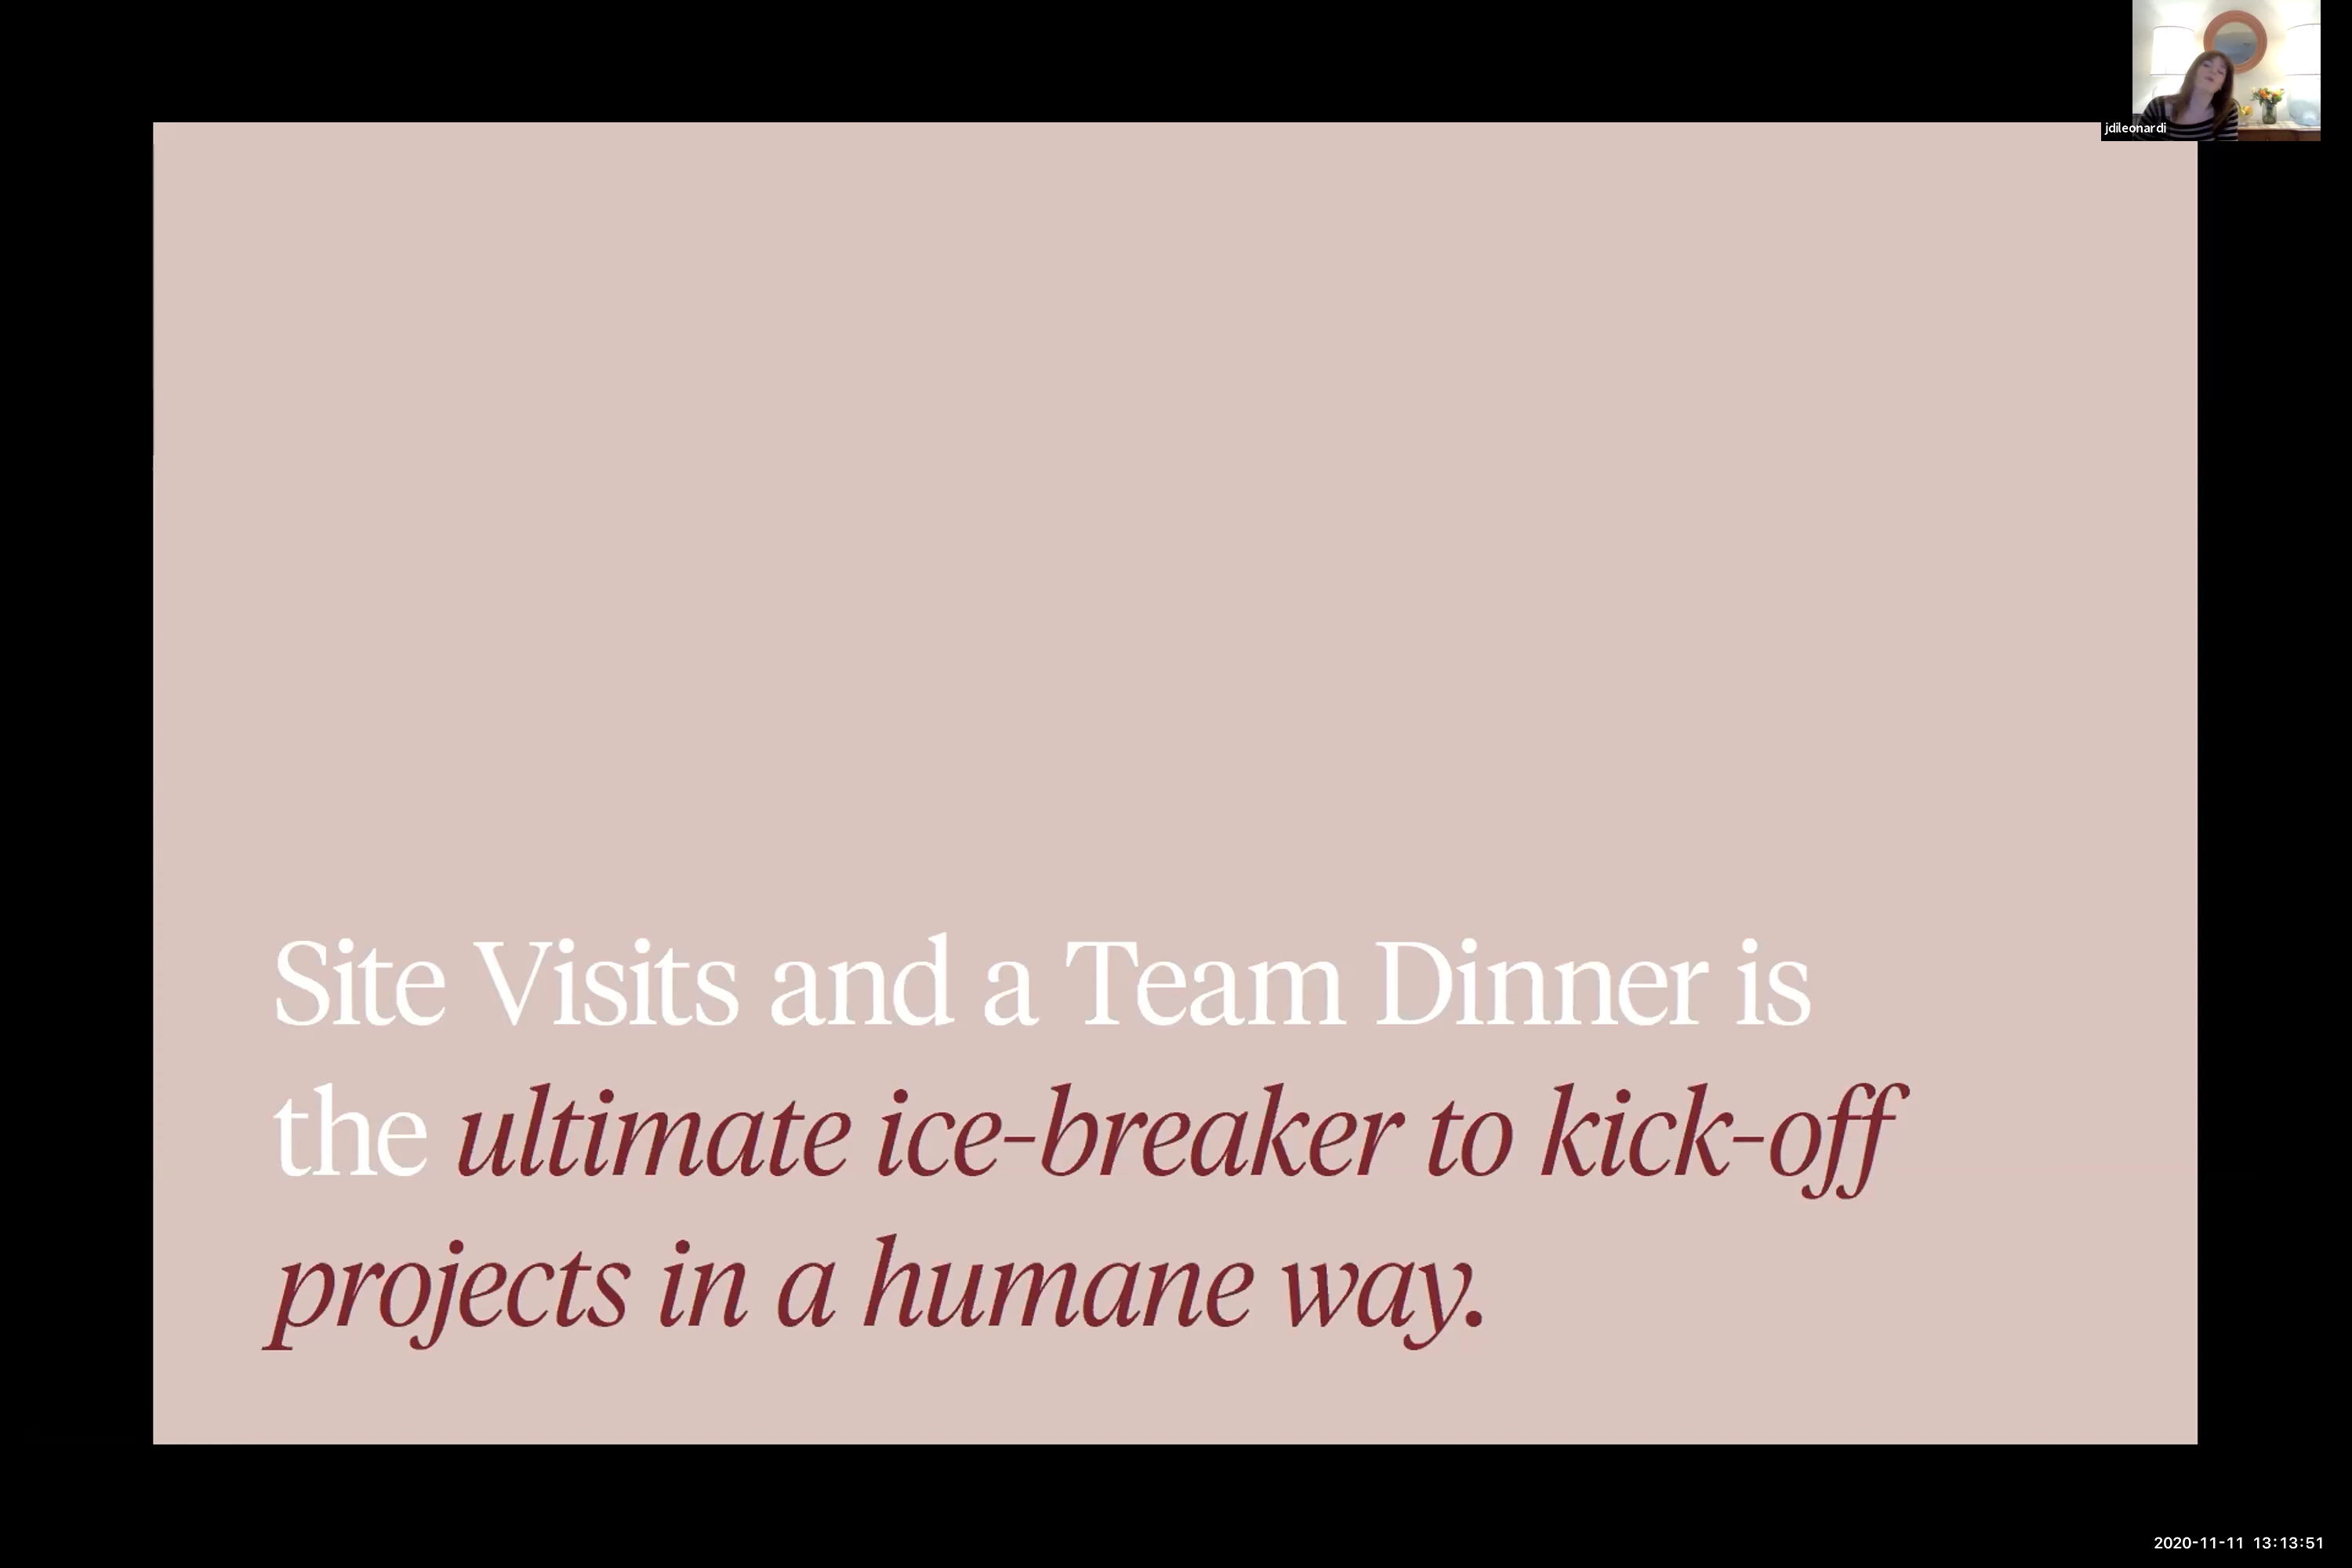 jdileonardi
Site Visits and a Team Dinner is
the ultimate ice-breaker to kick-off
projects in a humane way.
2020-11-11 13:13:51